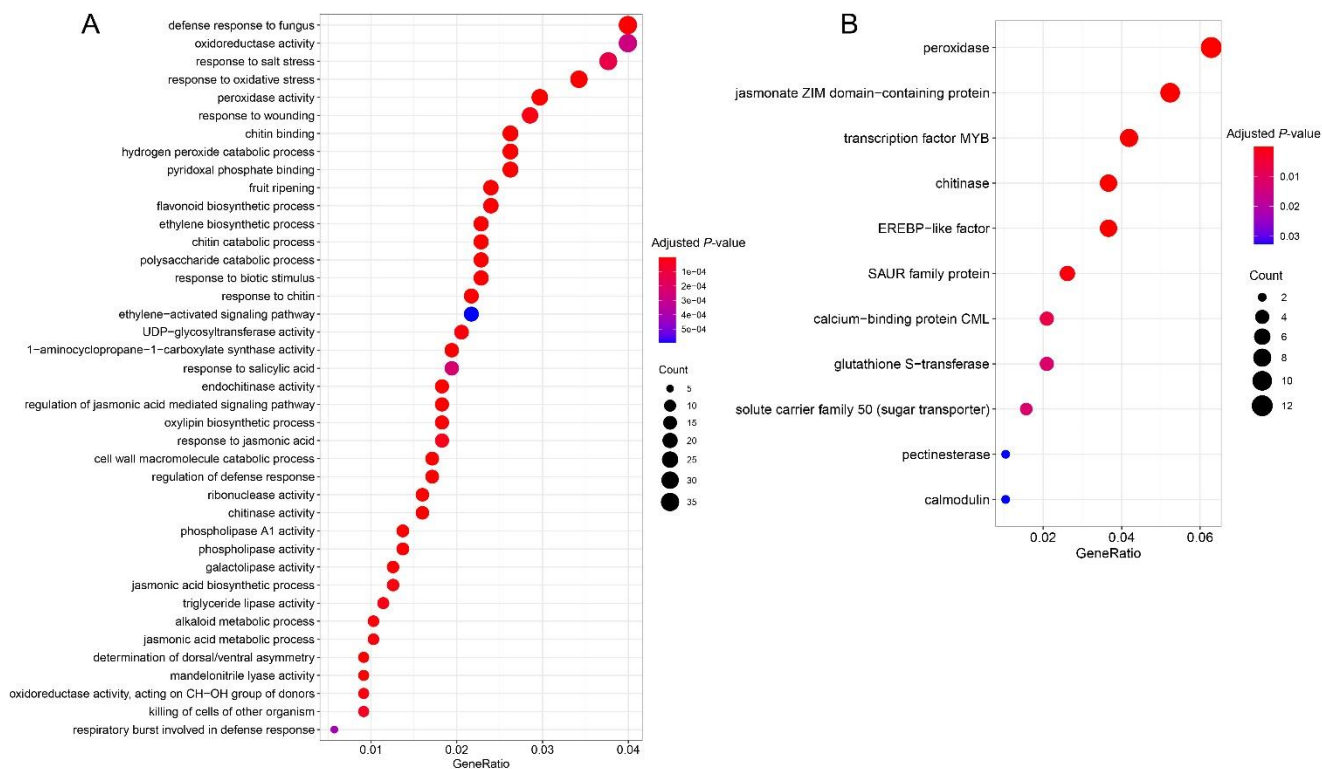 A
defense response to fungus
oxidoreductase activity
response to salt stress
response to oxidative stress
peroxidase activity
response to wounding
chitin binding
hydrogen peroxide catabolic process
pyridoxal phosphate binding
fruit ripening
flavonoid biosynthetic process
ethylene biosynthetic process
chitin catabolic process
polysaccharide catabolic process
response to biotic stimulus
response to chitin
ethylene−activated signaling pathway
UDP−glycosyltransferase activity
1−aminocyclopropane−1−carboxylate synthase activity
response to salicylic acid
endochitinase activity
regulation of jasmonic acid mediated signaling pathway
oxylipin biosynthetic process
response to jasmonic acid
cell wall macromolecule catabolic process
regulation of defense response
ribonuclease activity
chitinase activity
phospholipase A1 activity
phospholipase activity
galactolipase activity
jasmonic acid biosynthetic process
triglyceride lipase activity
alkaloid metabolic process
jasmonic acid metabolic process
determination of dorsal/ventral asymmetry
mandelonitrile lyase activity
oxidoreductase activity, acting on CH−OH group of donors
killing of cells of other organism
respiratory burst involved in defense response
0.01 0.02 0.03 0.04
GeneRatio
Adjusted P-value
1e−04
2e−04
3e−04
4e−04
5e−04
Count
5
10
15
20
25
30
35
B
peroxidase
jasmonate ZIM domain−containing protein
transcription factor MYB
chitinase
EREBP−like factor
SAUR family protein
calcium−binding protein CML
glutathione S−transferase
solute carrier family 50 (sugar transporter)
pectinesterase
calmodulin
0.02 0.04 0.06
GeneRatio
Adjusted P-value
0.01
0.02
0.03
Count
2
4
6
8
10
12